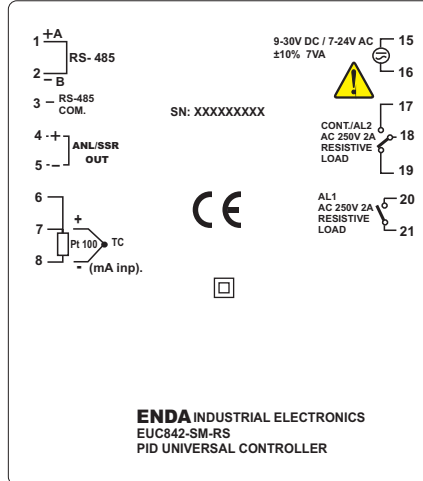 1 +A
RS- 485
2 – B
3 – RS-485
COM.
4 - +
ANL/SSR
OUT
5 - –
6
7
+
Pt 100
TC
8
- (mA inp).
SN: XXXXXXXXX
9-30V DC / 7-24V AC
±10% 7VA
15
16
17
CONT./AL2
AC 250V 2A
RESISTIVE
LOAD
18
19
AL1
AC 250V 2A
RESISTIVE
LOAD
20
21
CE
ENDA INDUSTRIAL ELECTRONICS
EUC842-SM-RS
PID UNIVERSAL CONTROLLER